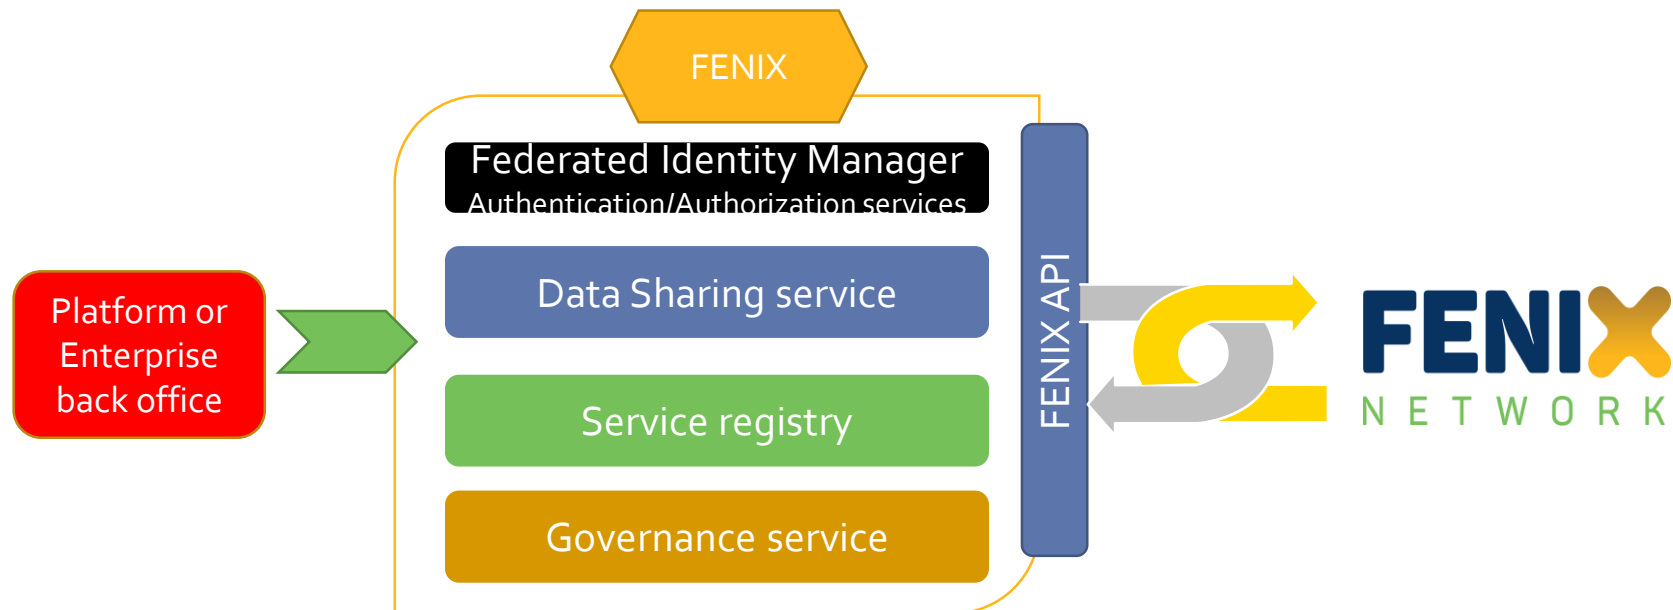 FENIX
Federated Identity Manager
Authentication/Authorization services
Data Sharing service
Service registry
Governance service
Platform or
Enterprise
back office
FENIX API
FENIX
NETWORK